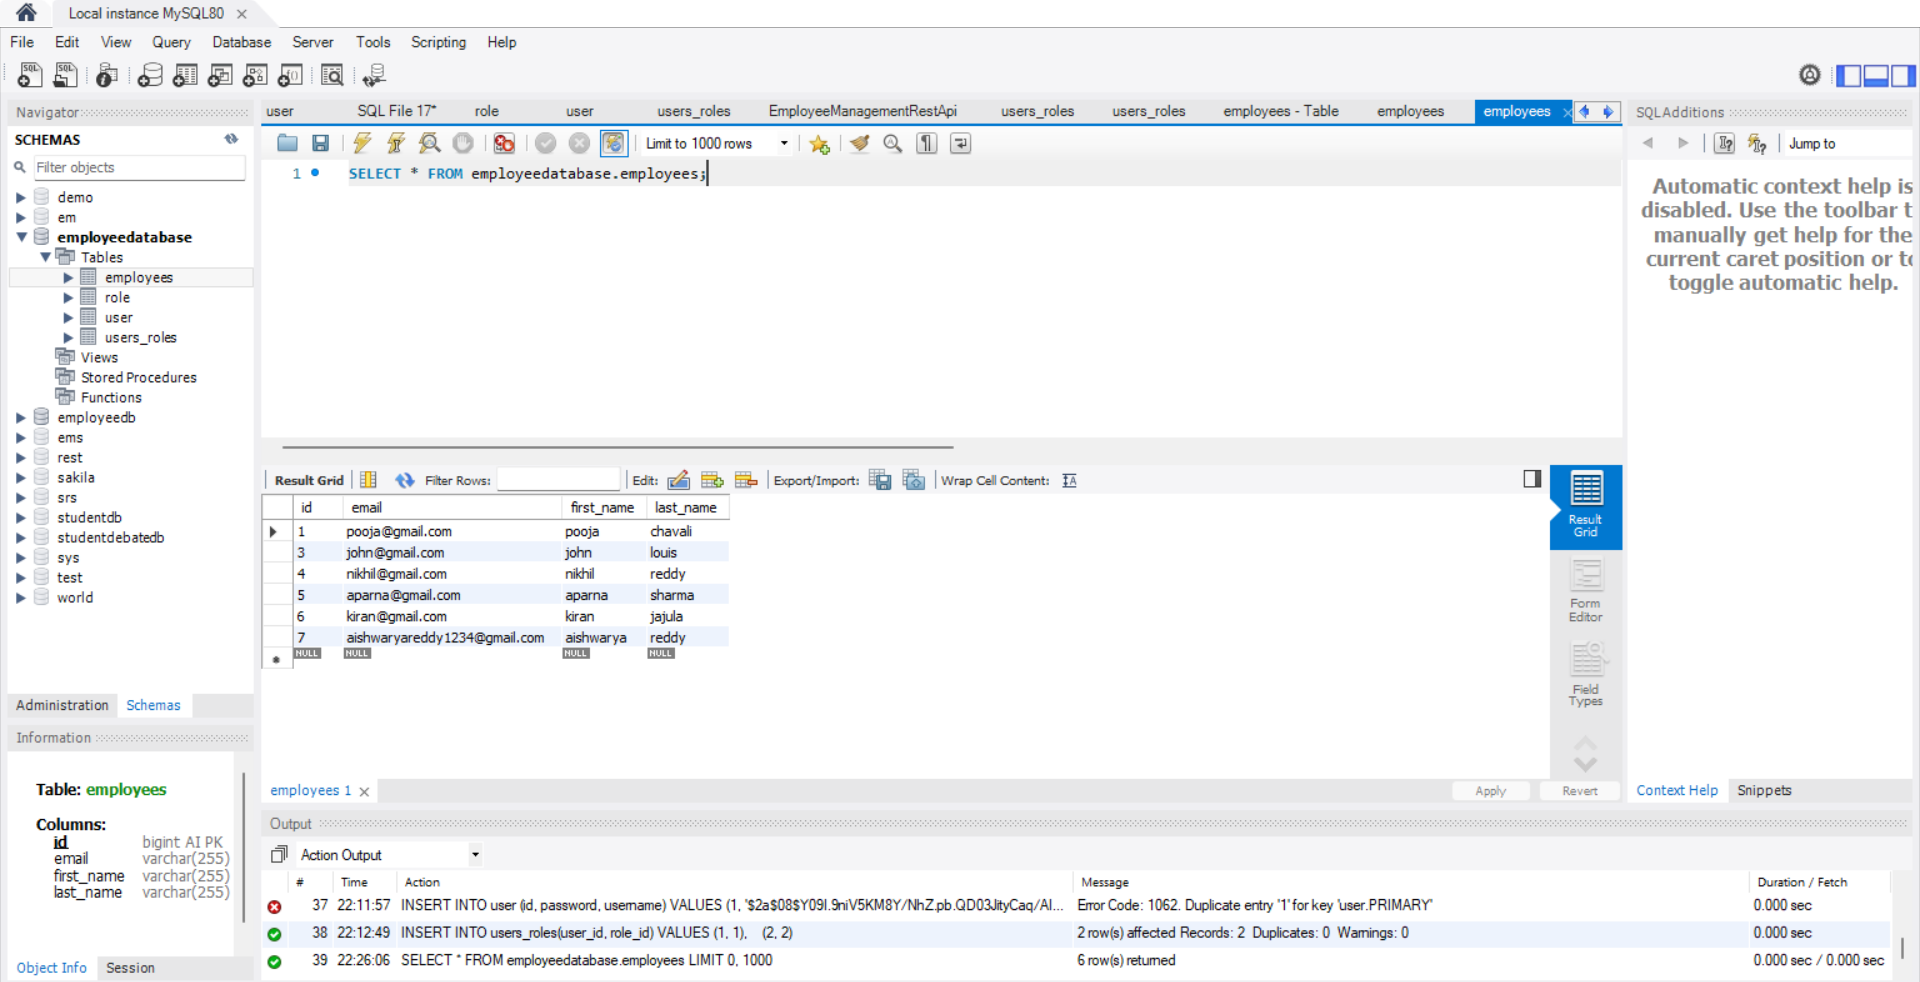 Local instance MySQL80
File Edit View Query Database Server Tools Scripting Help
Navigator
SCHEMAS
Filter objects
demo
em
employeedatabase
Tables
employees
role
user
users_roles
Views
Stored Procedures
Functions
employeedb
ems
rest
sakila
srs
studentdb
studentdebatedb
sys
test
world
Administration Schemas
Information
Table: employees
Columns:
id bigint AI PK
email varchar(255)
first_name varchar(255)
last_name varchar(255)
Object Info Session
user SQL File 17* role user users_roles EmployeeManagementRestApi users_roles users_roles employees - Table employees employees
Limit to 1000 rows
1 SELECT * FROM employeedatabase.employees;
Result Grid Filter Rows: Edit: Export/Import: Wrap Cell Content:
id email first_name last_name
1 pooja@gmail.com pooja chavali
3 john@gmail.com john louis
4 nikhil@gmail.com nikhil reddy
5 aparna@gmail.com aparna sharma
6 kiran@gmail.com kiran jajula
7 aishwaryareddy1234@gmail.com aishwarya reddy
NULL NULL NULL NULL
Result
Grid
Form
Editor
Field
Types
employees 1
Apply Revert
Output
Action Output
# Time Action Message Duration / Fetch
37 22:11:57 INSERT INTO user (id, password, username) VALUES (1, '$2a$08$Y09I.9niV5KM8Y/NhZ.pb.QD03JityCaq/AI... Error Code: 1062. Duplicate entry '1' for key 'user.PRIMARY' 0.000 sec
38 22:12:49 INSERT INTO users_roles(user_id, role_id) VALUES (1, 1), (2, 2) 2 row(s) affected Records: 2 Duplicates: 0 Warnings: 0 0.000 sec
39 22:26:06 SELECT * FROM employeedatabase.employees LIMIT 0, 1000 6 row(s) returned 0.000 sec / 0.000 sec
SQLAdditions
Jump to
Automatic context help is
disabled. Use the toolbar t
manually get help for the
current caret position or to
toggle automatic help.
Context Help Snippets